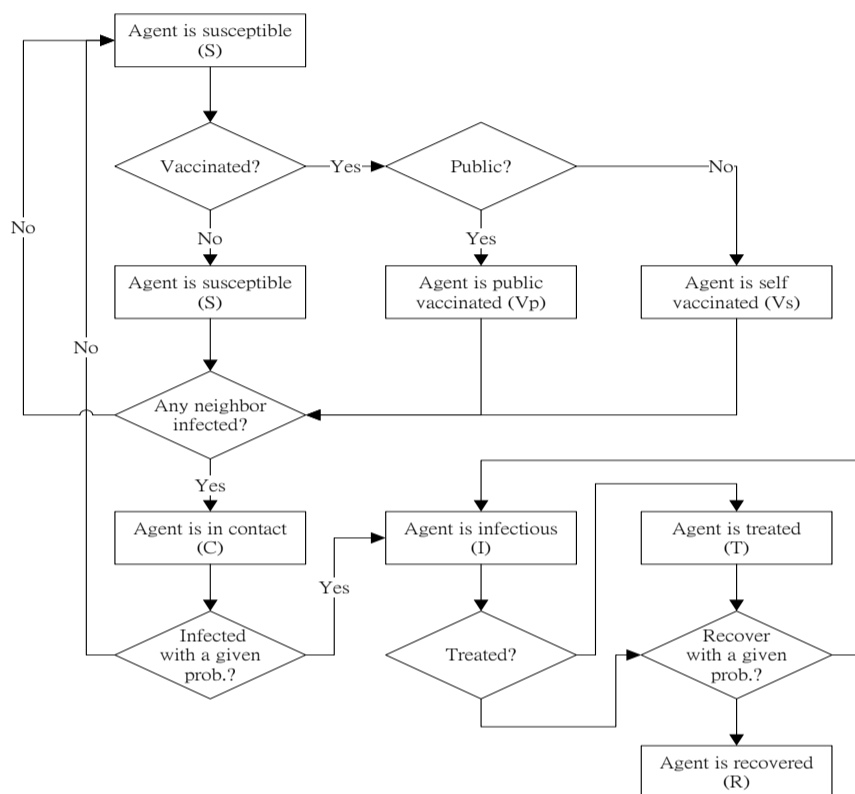 Agent is susceptible
(S)
Vaccinated?
Yes
Public?
No
No
No
Yes
Agent is susceptible
(S)
Agent is public
vaccinated (Vp)
Agent is self
vaccinated (Vs)
No
Any neighbor
infected?
Yes
Agent is in contact
(C)
Agent is infectious
(I)
Agent is treated
(T)
Yes
Infected
with a given
prob.?
Treated?
Recover
with a given
prob.?
Agent is recovered
(R)